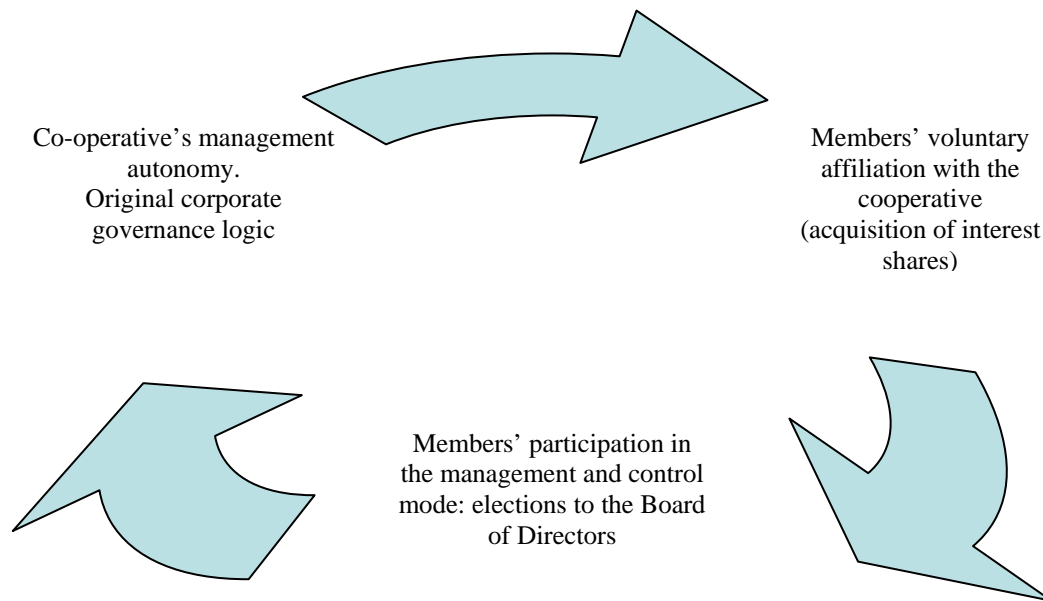 Co-operative’s management
autonomy.
Original corporate
governance logic
Members’ voluntary
affiliation with the
cooperative
(acquisition of interest
shares)
Members’ participation in
the management and control
mode: elections to the Board
of Directors